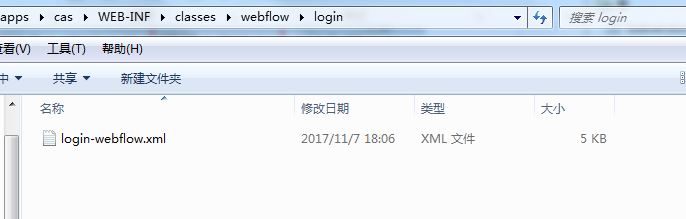 apps ▸ cas ▸ WEB-INF ▸ classes ▸ webflow ▸ login 搜索 login
查看(V) 工具(T) 帮助(H)
中 ▼ 共享 ▼ 新建文件夹
名称 修改日期 类型 大小
login-webflow.xml 2017/11/7 18:06 XML 文件 5 KB